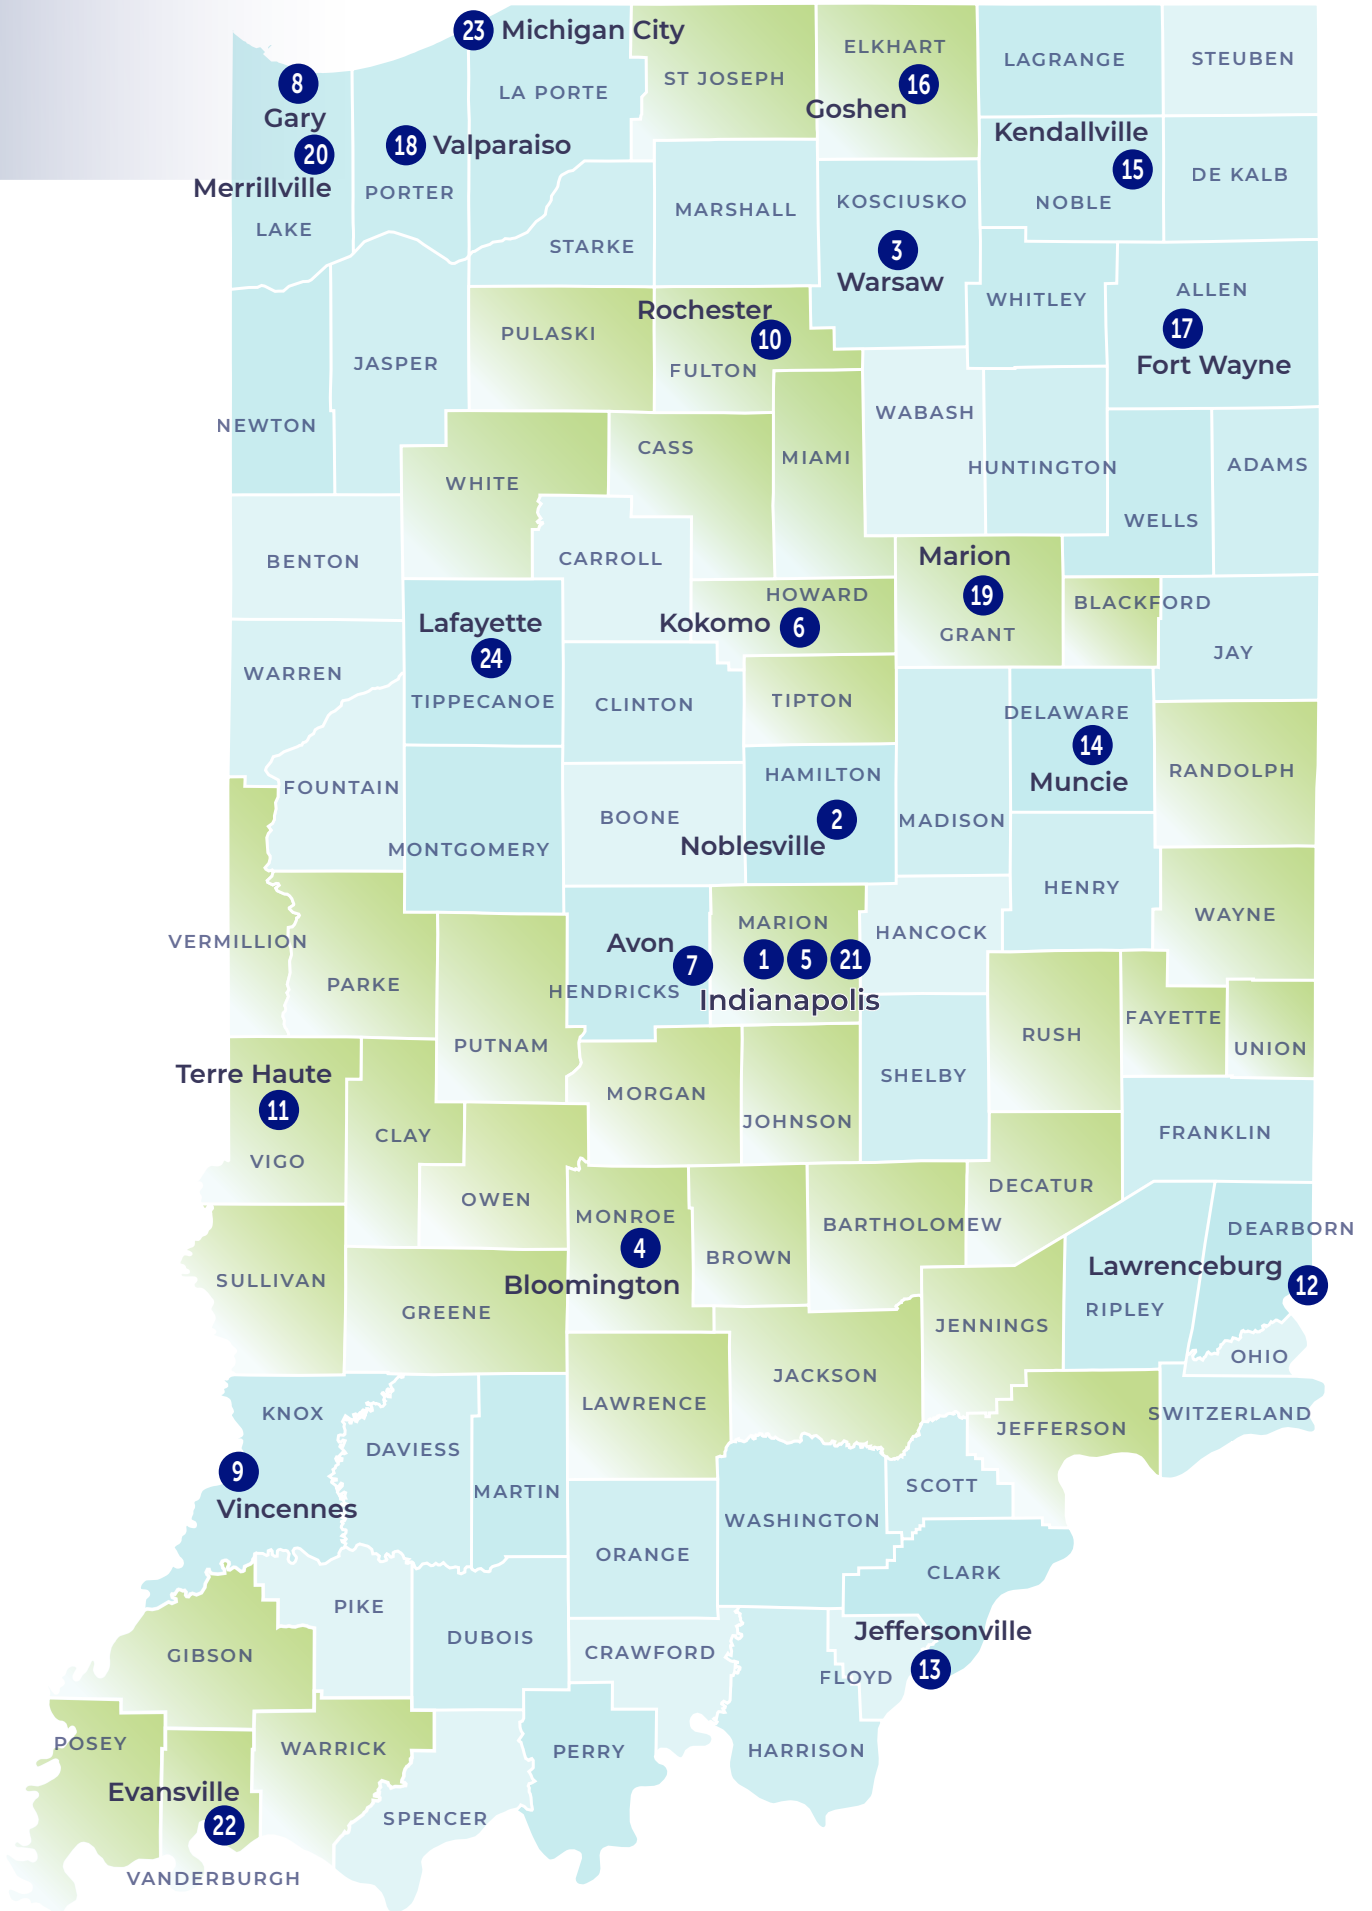 23 Michigan City
ELKHART
LAGRANGE
STEUBEN
ST JOSEPH
8
LA PORTE
16
Goshen
Gary
Kendallville
18 Valparaiso
20
15
DE KALB
Merrillville
PORTER
LAKE
MARSHALL
KOSCIUSKO
NOBLE
STARKE
3
Warsaw
WHITLEY
ALLEN
17
Fort Wayne
Rochester
10
PULASKI
FULTON
JASPER
NEWTON
WABASH
CASS
MIAMI
HUNTINGTON
ADAMS
WHITE
WELLS
BENTON
CARROLL
Marion
19
GRANT
HOWARD
Kokomo 6
BLACKFORD
Lafayette
24
TIPPECANOE
JAY
WARREN
CLINTON
TIPTON
DELAWARE
14
Muncie
RANDOLPH
FOUNTAIN
HAMILTON
2
Noblesville
BOONE
MADISON
MONTGOMERY
HENRY
WAYNE
VERMILLION
Avon
7
HENDRICKS
MARION
1 5 21
Indianapolis
HANCOCK
PARKE
PUTNAM
RUSH
FAYETTE
UNION
Terre Haute
11
VIGO
SHELBY
MORGAN
JOHNSON
CLAY
FRANKLIN
OWEN
DECATUR
MONROE
4
Bloomington
BARTHOLOMEW
DEARBORN
BROWN
Lawrenceburg
12
SULLIVAN
GREENE
RIPLEY
JENNINGS
OHIO
JACKSON
LAWRENCE
KNOX
SWITZERLAND
JEFFERSON
DAVIESS
9
Vincennes
MARTIN
SCOTT
WASHINGTON
ORANGE
CLARK
PIKE
DUBOIS
Jeffersonville
13
GIBSON
CRAWFORD
FLOYD
POSEY
WARRICK
PERRY
HARRISON
Evansville
22
SPENCER
VANDERBURGH